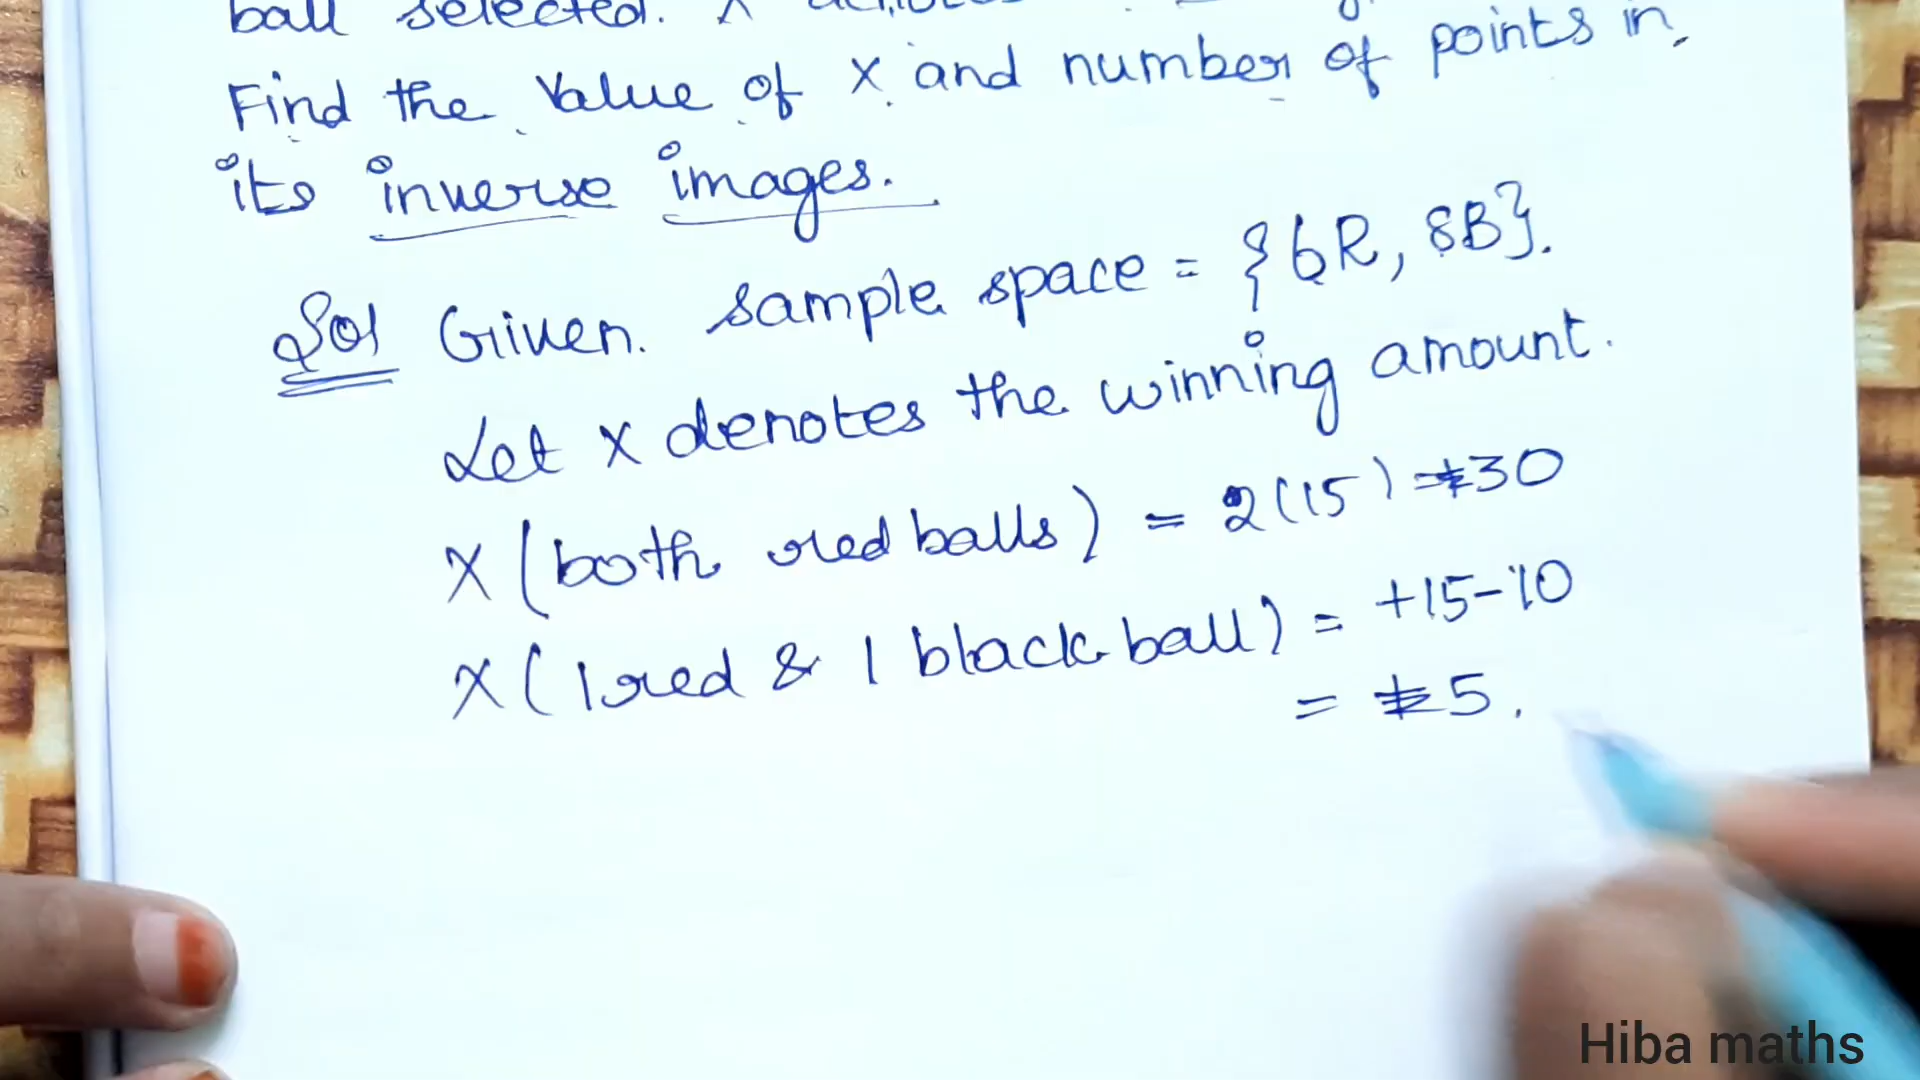 ball selected. X
Find the value of X and number of points in
its inverse images.
Sol Given. Sample space = {6R, 8B}.
Let X denotes the winning amount.
X (both red balls) = 2(15) = +30
X (1 red & 1 black ball) = +15-10
= ₹5.
Hiba maths